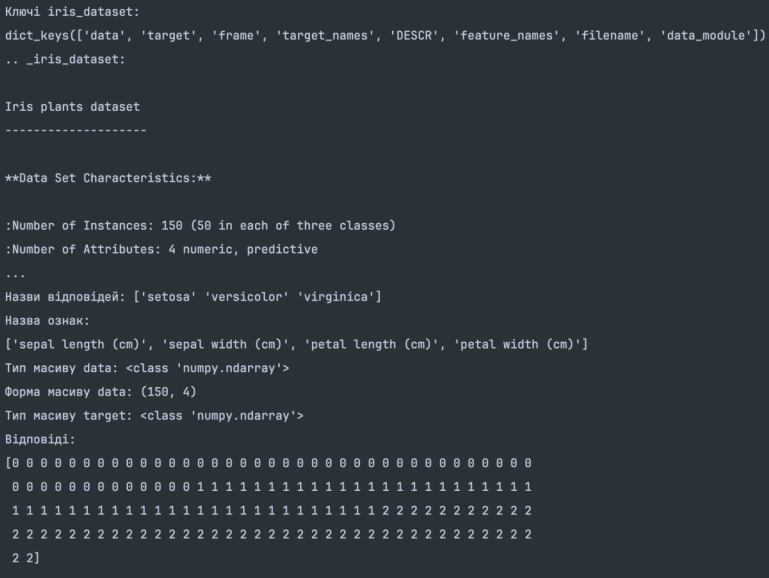 Ключі iris_dataset:
dict_keys(['data', 'target', 'frame', 'target_names', 'DESCR', 'feature_names', 'filename', 'data_module'])
.. _iris_dataset:
Iris plants dataset
--------------------
**Data Set Characteristics:**
:Number of Instances: 150 (50 in each of three classes)
:Number of Attributes: 4 numeric, predictive
...
Назви відповідей: ['setosa' 'versicolor' 'virginica']
Назва ознак:
['sepal length (cm)', 'sepal width (cm)', 'petal length (cm)', 'petal width (cm)']
Тип масиву data: <class 'numpy.ndarray'>
Форма масиву data: (150, 4)
Тип масиву target: <class 'numpy.ndarray'>
Відповіді:
[0 0 0 0 0 0 0 0 0 0 0 0 0 0 0 0 0 0 0 0 0 0 0 0 0 0 0 0 0 0 0 0 0 0 0 0 0
 0 0 0 0 0 0 0 0 0 0 0 0 0 1 1 1 1 1 1 1 1 1 1 1 1 1 1 1 1 1 1 1 1 1 1 1 1
 1 1 1 1 1 1 1 1 1 1 1 1 1 1 1 1 1 1 1 1 1 1 1 1 1 1 2 2 2 2 2 2 2 2 2 2 2
 2 2 2 2 2 2 2 2 2 2 2 2 2 2 2 2 2 2 2 2 2 2 2 2 2 2 2 2 2 2 2 2 2 2 2 2 2
 2 2]